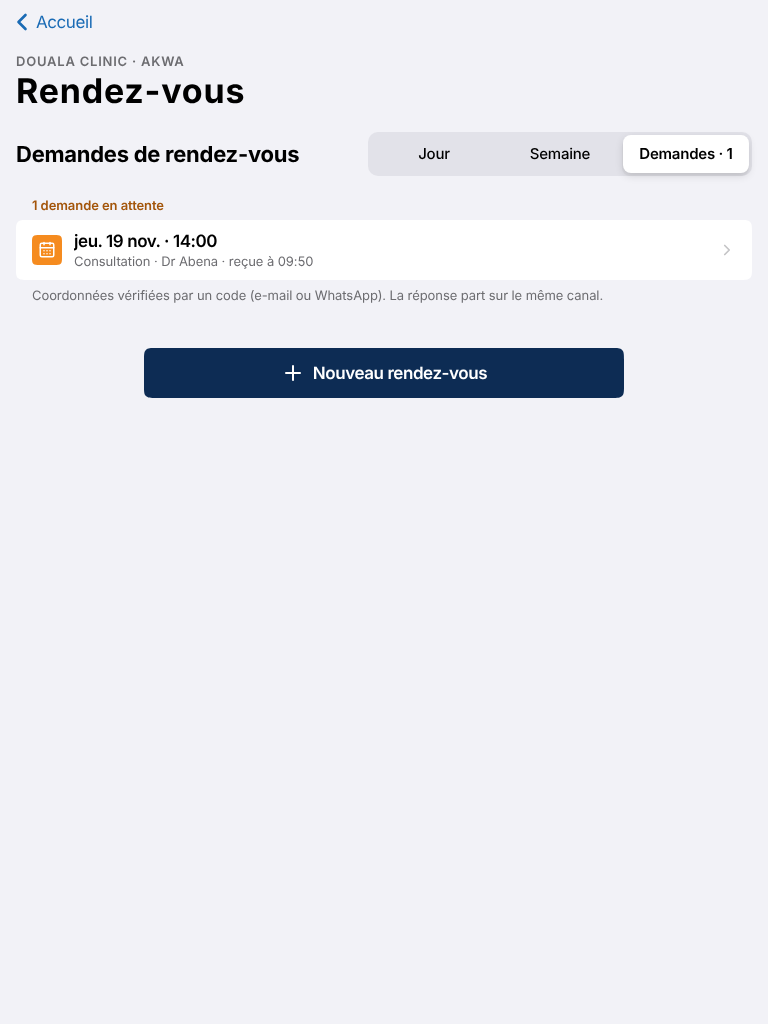 Accueil
DOUALA CLINIC · AKWA
Rendez-vous
Demandes de rendez-vous
Jour
Semaine
Demandes · 1
1 demande en attente
jeu. 19 nov. · 14:00
Consultation · Dr Abena · reçue à 09:50
Coordonnées vérifiées par un code (e-mail ou WhatsApp). La réponse part sur le même canal.
Nouveau rendez-vous